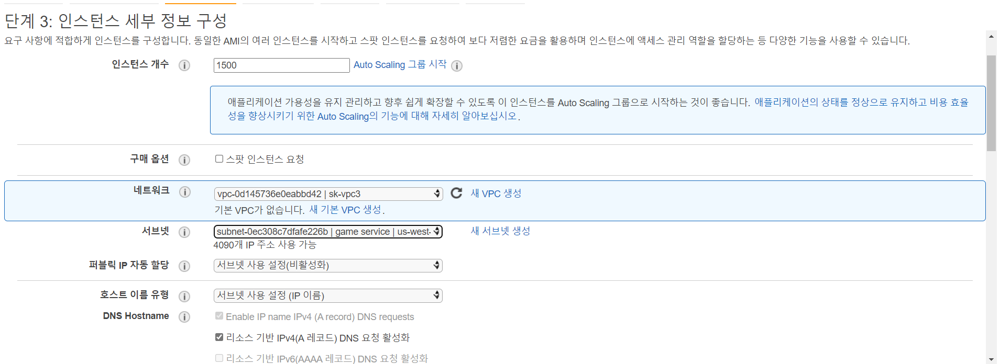 단계 3: 인스턴스 세부 정보 구성
요구 사항에 적합하게 인스턴스를 구성합니다. 동일한 AMI의 여러 인스턴스를 시작하고 스팟 인스턴스를 요청하여 보다 저렴한 요금을 활용하며 인스턴스에 액세스 관리 역할을 할당하는 등 다양한 기능을 사용할 수 있습니다.
인스턴스 개수 1500 Auto Scaling 그룹 시작
애플리케이션 가용성을 유지 관리하고 향후 쉽게 확장할 수 있도록 이 인스턴스를 Auto Scaling 그룹으로 시작하는 것이 좋습니다. 애플리케이션의 상태를 정상으로 유지하고 비용 효율
성을 향상시키기 위한 Auto Scaling의 기능에 대해 자세히 알아보십시오.
구매 옵션 스팟 인스턴스 요청
네트워크 vpc-0d145736e0eabbd42 | sk-vpc3 새 VPC 생성
기본 VPC가 없습니다. 새 기본 VPC 생성.
서브넷 subnet-0ec308c7dfafe226b | game service | us-west- 새 서브넷 생성
4090개 IP 주소 사용 가능
퍼블릭 IP 자동 할당 서브넷 사용 설정(비활성화)
호스트 이름 유형 서브넷 사용 설정 (IP 이름)
DNS Hostname Enable IP name IPv4 (A record) DNS requests
리소스 기반 IPv4(A 레코드) DNS 요청 활성화
리소스 기반 IPv6(AAAA 레코드) DNS 요청 활성화